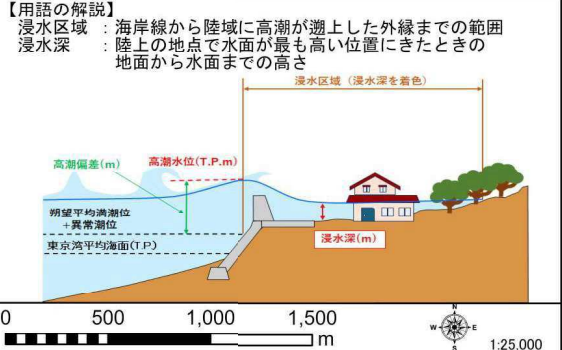 【用語の解説】
浸水区域 ：海岸線から陸域に高潮が遡上した外縁までの範囲
浸水深 ：陸上の地点で水面が最も高い位置にきたときの
地面から水面までの高さ
浸水区域（浸水深を着色）
高潮偏差(m)
高潮水位(T.P.m)
朔望平均満潮位
+異常潮位
東京湾平均海面(T.P)
浸水深(m)
0 500 1,000 1,500
m
N
W E
S
1:25,000